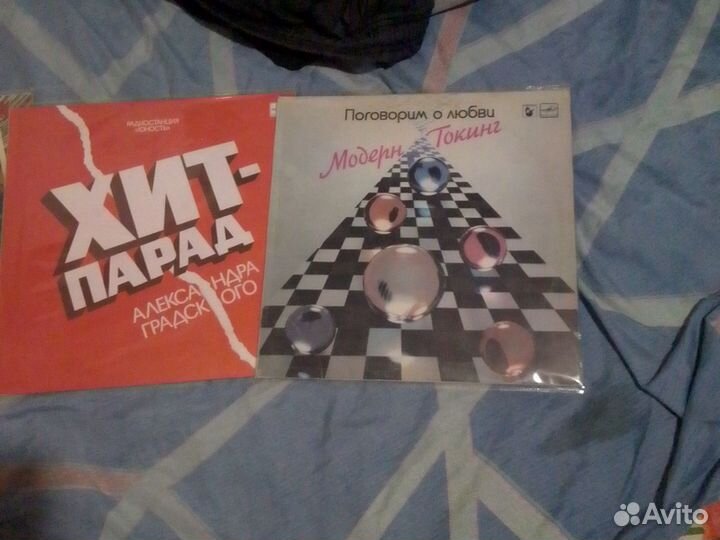 РАДИОСТАНЦИЯ
«ЮНОСТЬ»
ХИТ-
ПАРАД
АЛЕКСАНДРА
ГРАДСКОГО
Поговорим о любви
Модерн Токинг
Avito